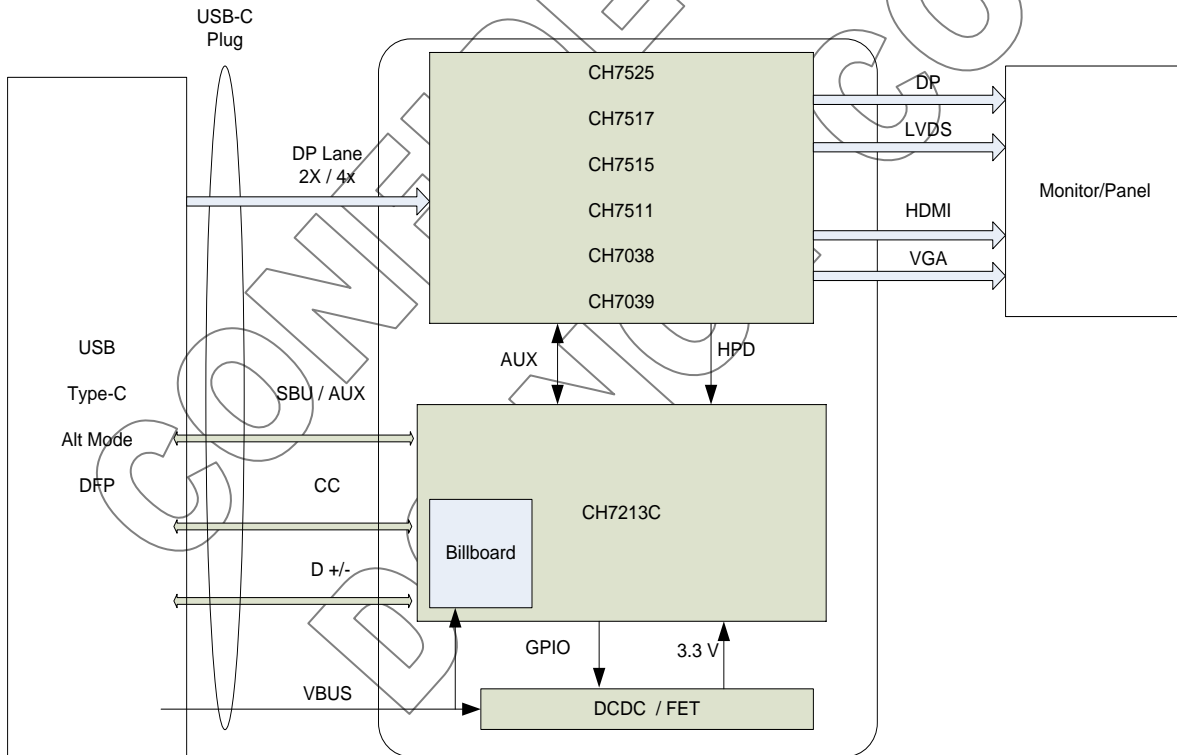 USB-C
Plug
CH7525
CH7517
CH7515
CH7511
CH7038
CH7039
DP Lane
2X / 4x
DP
LVDS
HDMI
VGA
Monitor/Panel
USB
Type-C
Alt Mode
DFP
AUX
HPD
SBU / AUX
CC
D +/-
CH7213C
Billboard
GPIO
3.3 V
VBUS
DCDC / FET